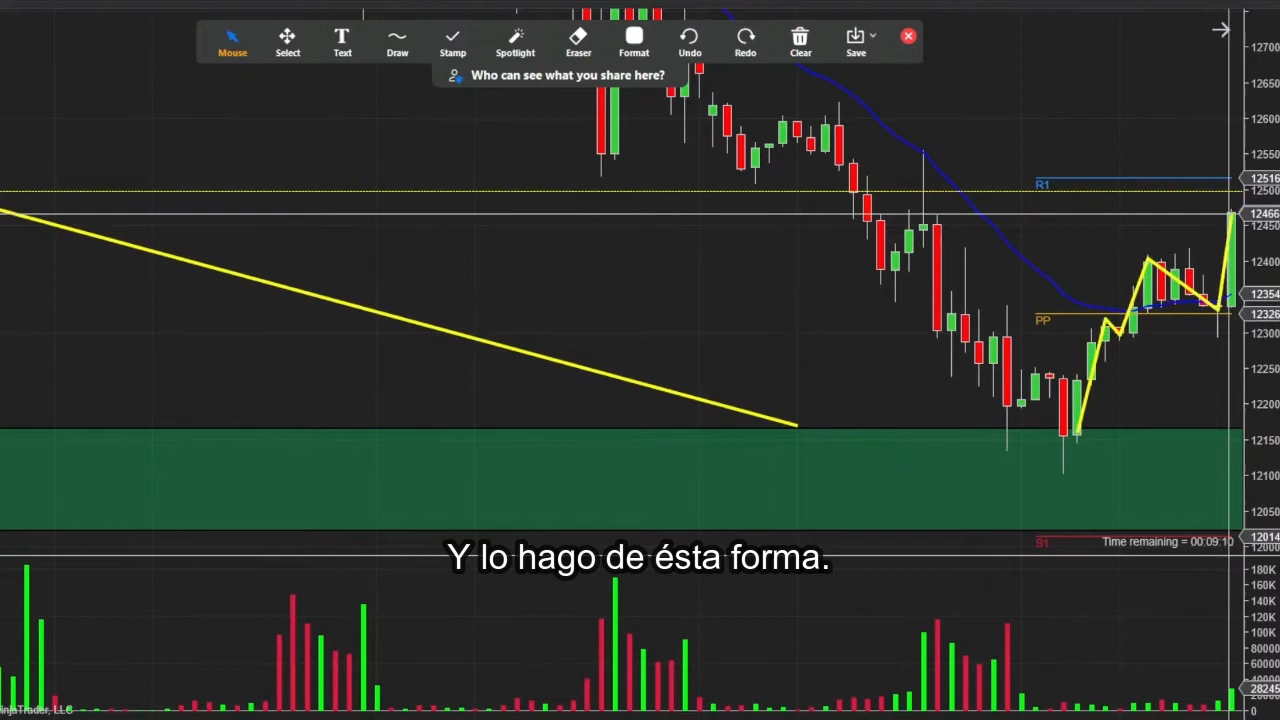 Mouse
Select
Text
Draw
Stamp
Spotlight
Eraser
Format
Undo
Redo
Clear
Save
Who can see what you share here?
12700
12650
12600
12550
R1
12516
12500
12466
12450
12400
12354
PP
12326
12300
12250
12200
12150
12100
12050
S1
Time remaining = 00:09:10
12014
12000
Y lo hago de ésta forma.
180K
160K
140K
120K
100K
80000
60000
40000
28245
0
injaTrader, LLC